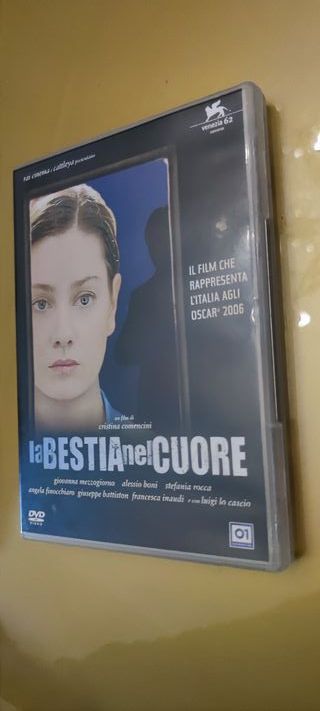 rai cinema e cattleya presentano
venezia 62
IL FILM CHE
RAPPRESENTA
L'ITALIA AGLI
OSCAR® 2006
un film di
cristina comencini
la BESTIA nel CUORE
giovanna mezzogiorno alessio boni stefania rocca
angela finocchiaro giuseppe battiston francesca inaudi e con luigi lo cascio
DVD
VIDEO
01